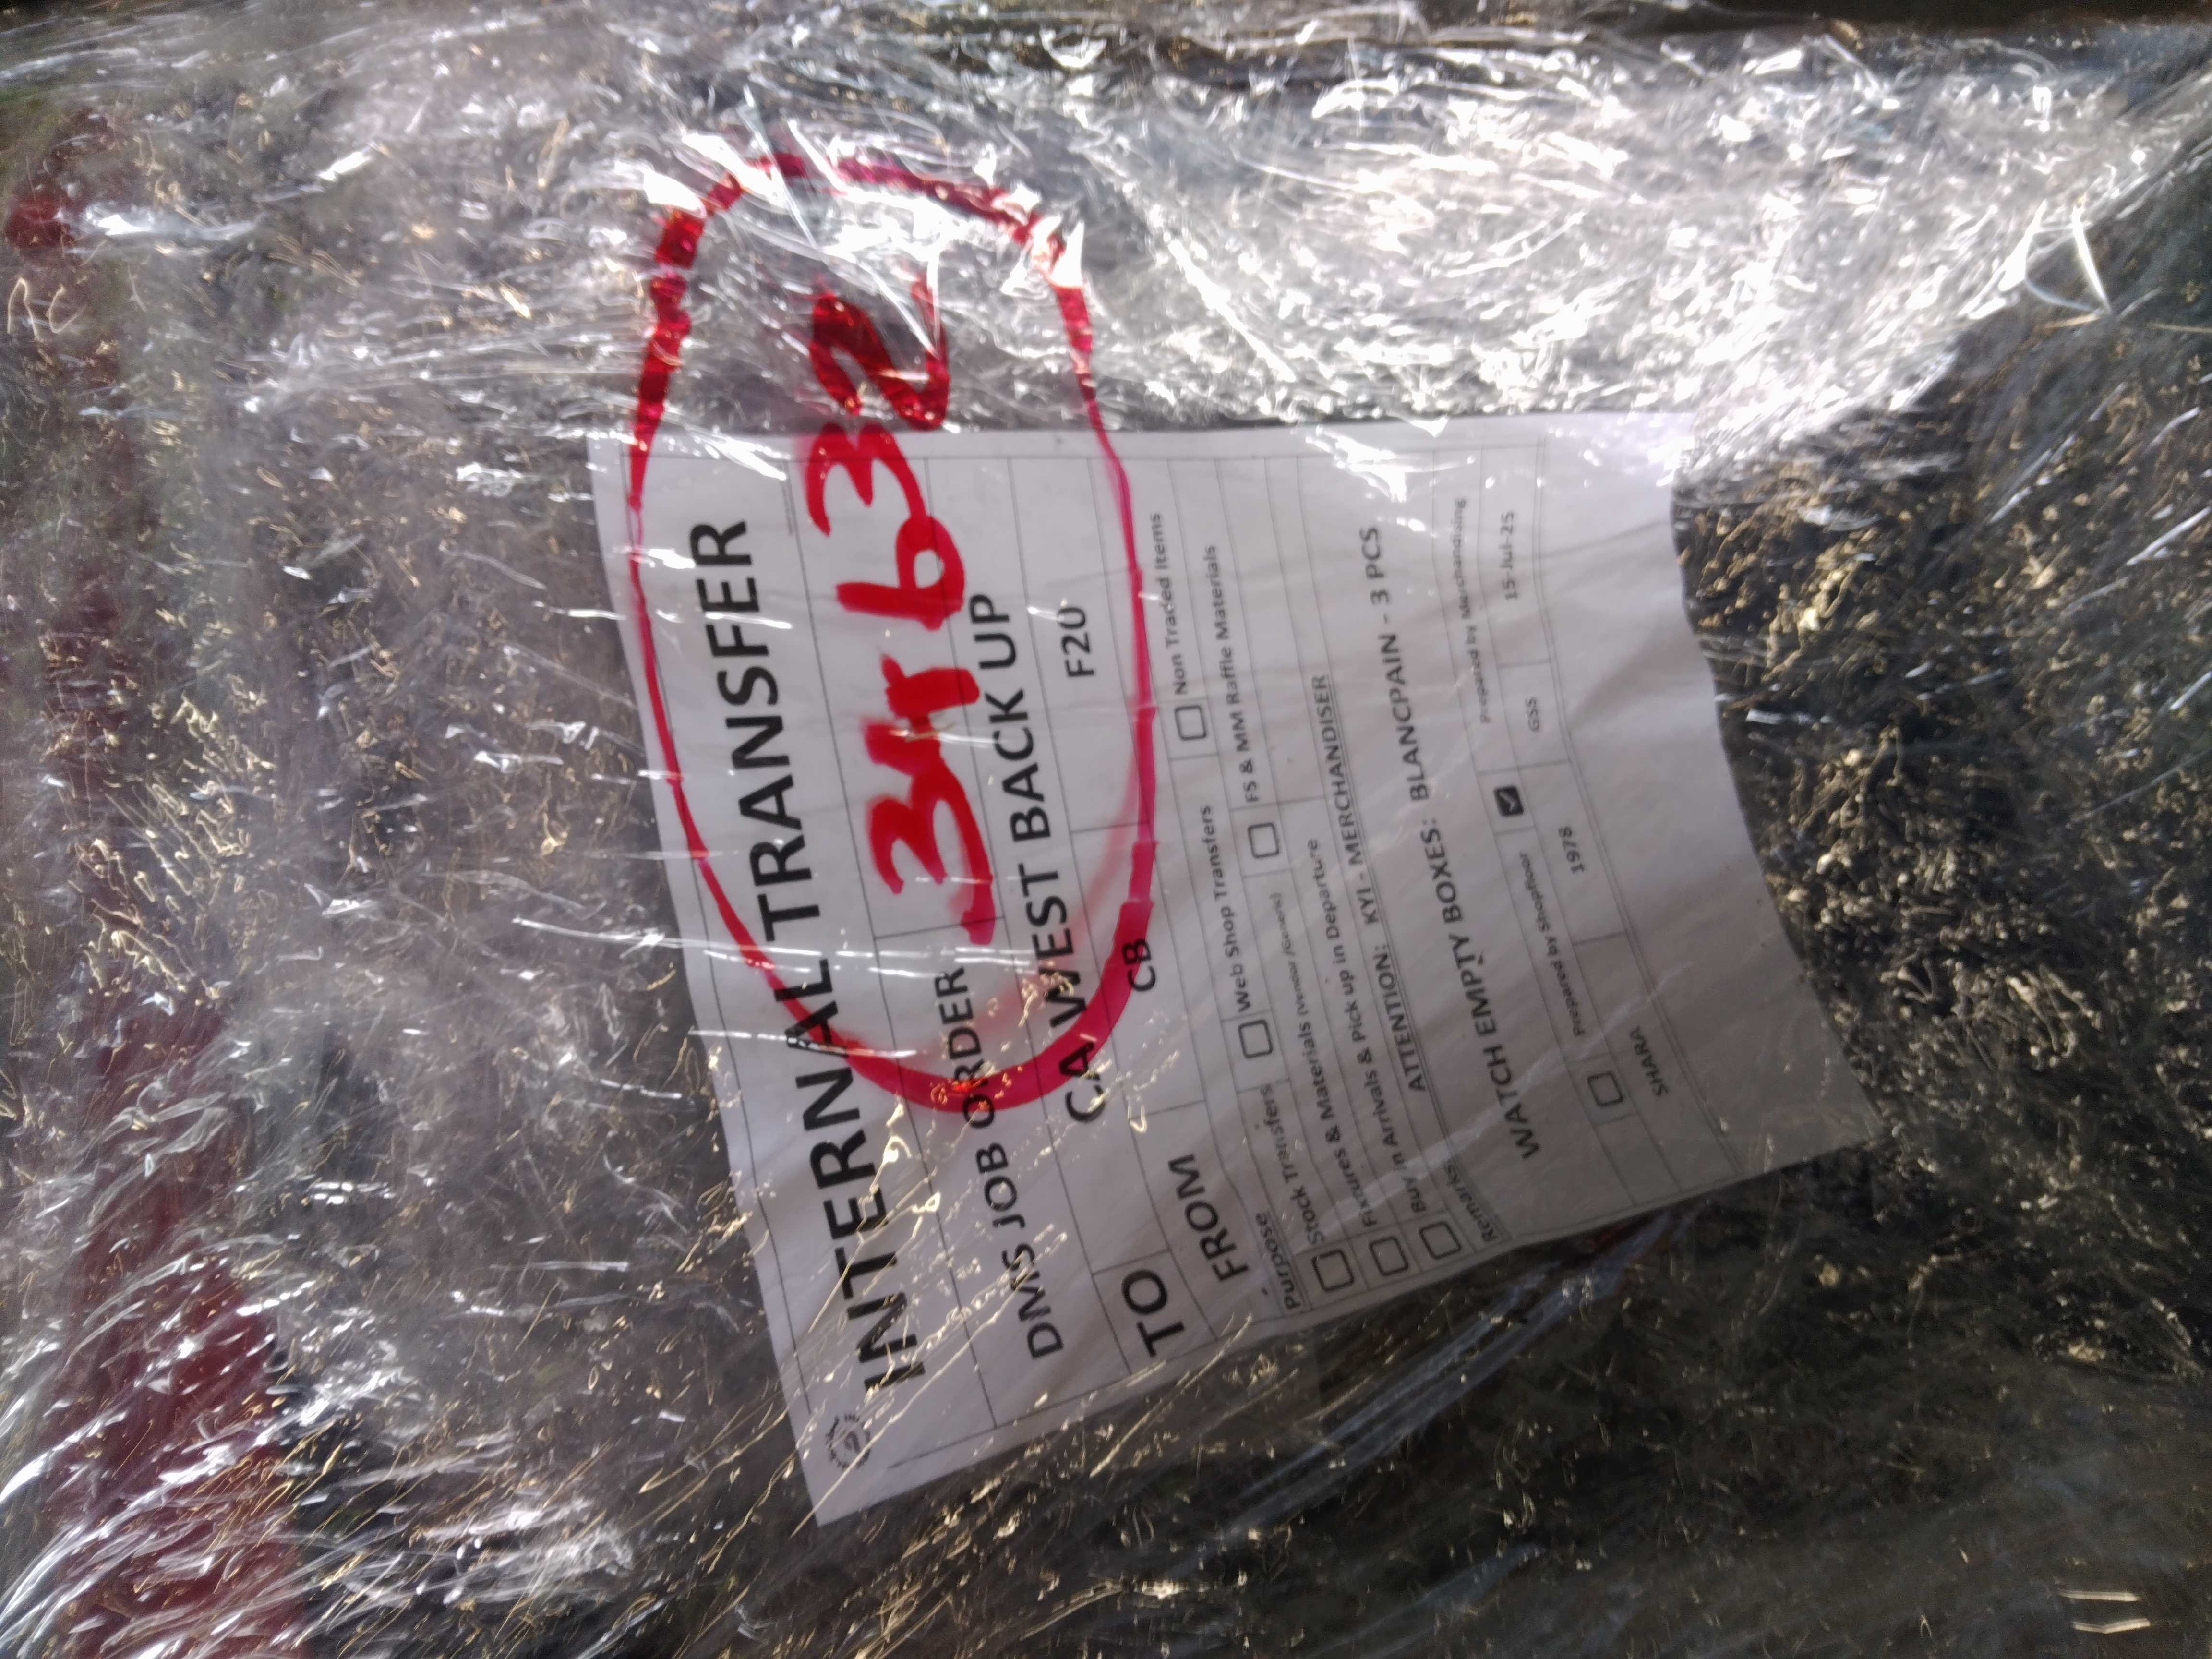 INTERNAL TRANSFER
DMS JOB ORDER 34632
TO CA WEST BACK UP
FROM CB F2U
Purpose
Stock Transfers Web Shop Transfers Non Traded Items
Fixtures & Materials (Vendor /Guward) FS & MM Raffle Materials
Buy in Arrivals & Pick up in Departure
Remarks ATTENTION: KYI - MERCHANDISER
WATCH EMPTY BOXES: BLANCPAIN - 3 PCS
Prepared by Shopfloor Prepared by Merchandising
SHARA 1978 GSS 15-Jul-25